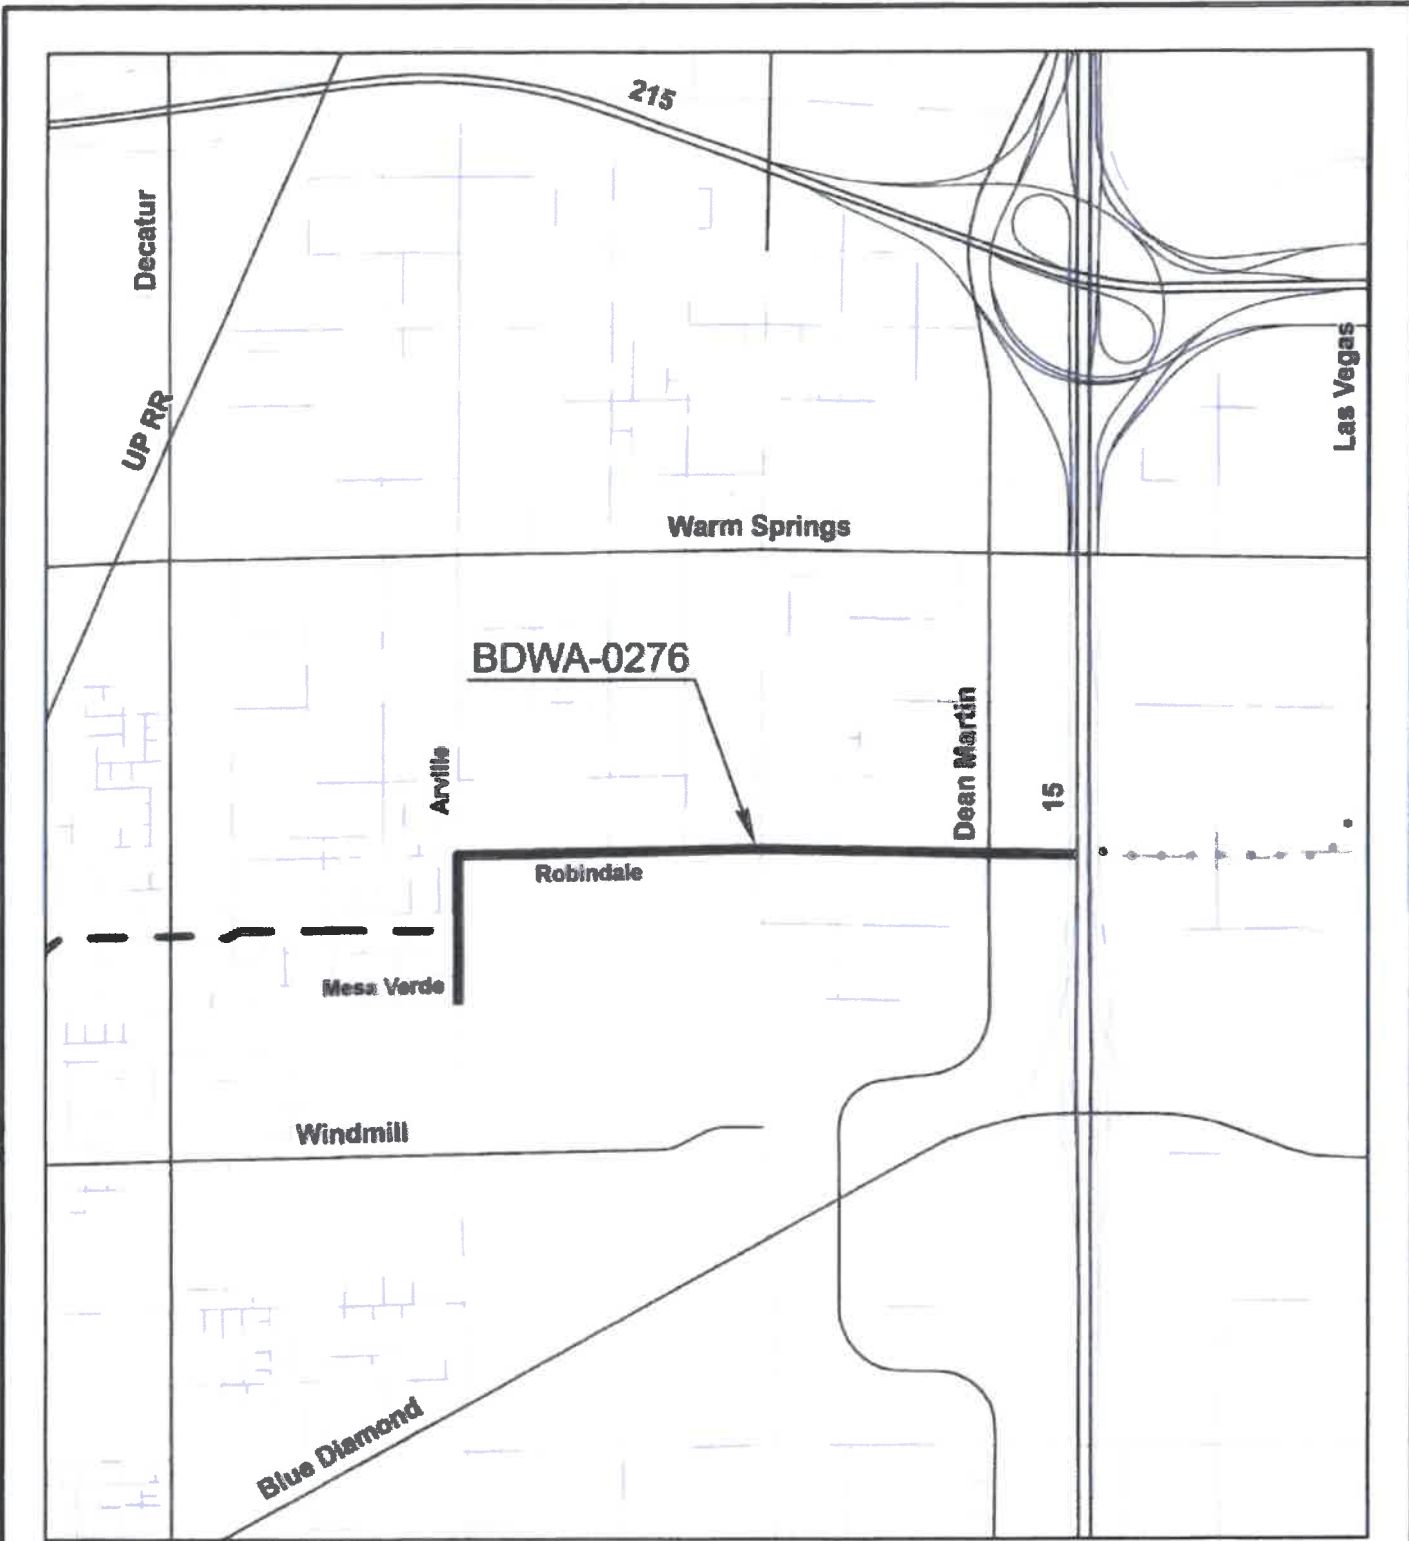 215
Decatur
UP RR
Las Vegas
Warm Springs
BDWA-0276
Arville
Dean Martin
15
Robindale
Mesa Verde
Windmill
Blue Diamond